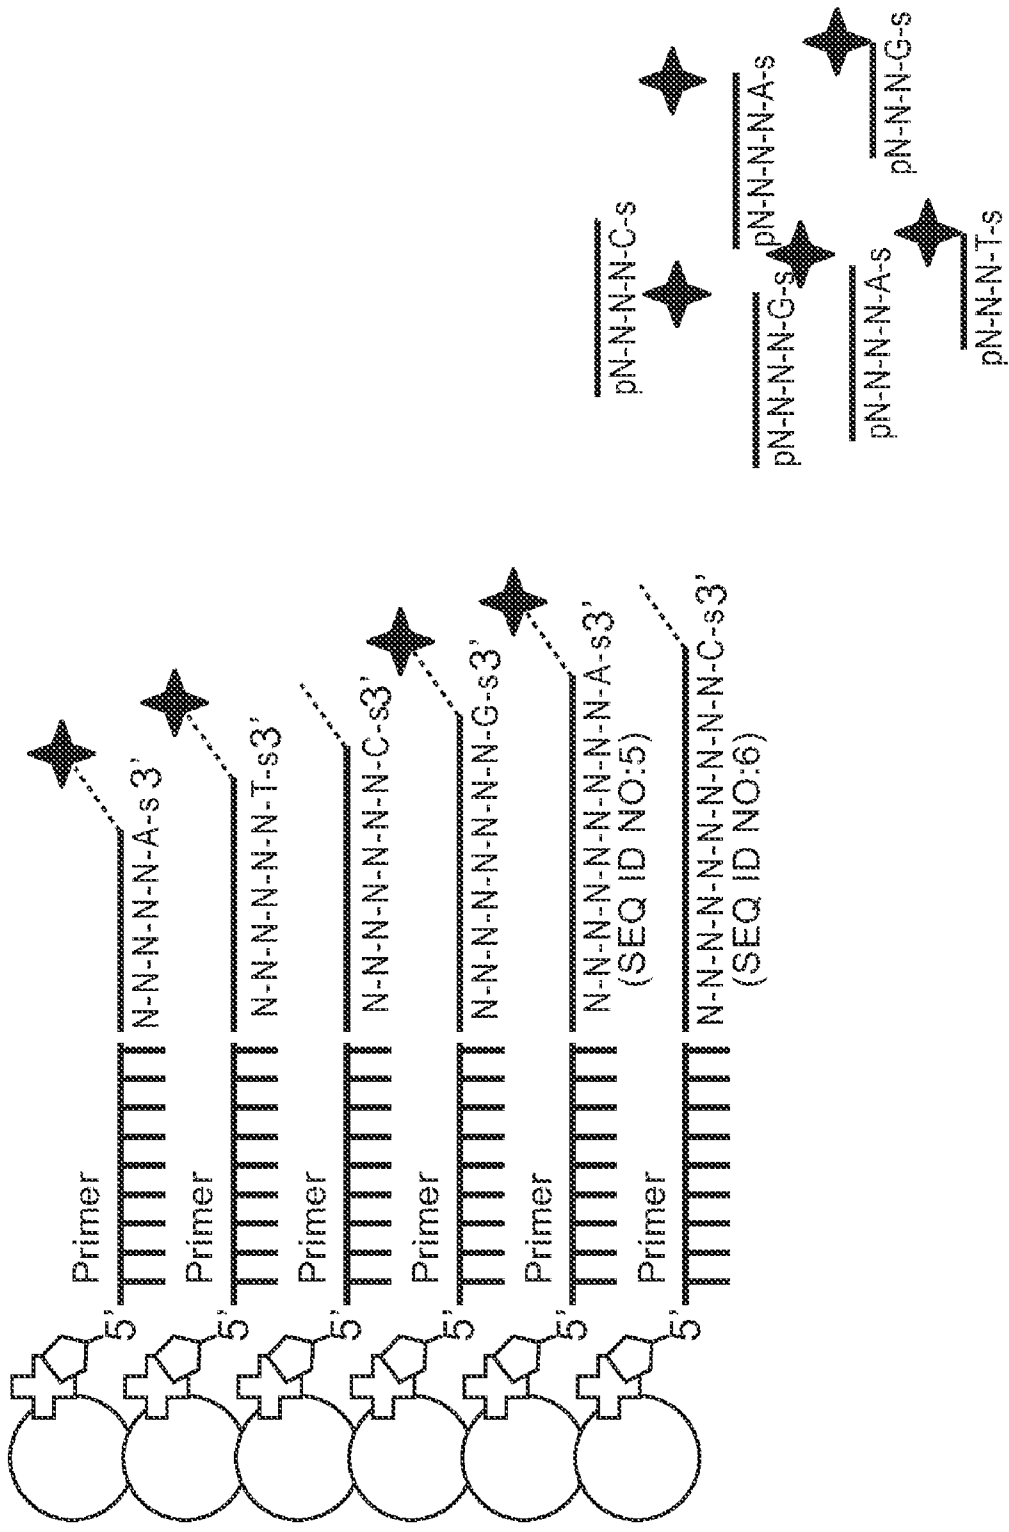 5' Primer N-N-N-N-N-A-s3'
5' Primer N-N-N-N-N-N-T-s3'
5' Primer N-N-N-N-N-N-N-C-s3'
5' Primer N-N-N-N-N-N-N-N-G-s3'
5' Primer N-N-N-N-N-N-N-N-N-A-s3'
(SEQ ID NO:5)
5' Primer N-N-N-N-N-N-N-N-N-N-C-s3'
(SEQ ID NO:6)
pN-N-N-N-C-s
pN-N-N-N-A-s
pN-N-N-N-G-s
pN-N-N-N-A-s
pN-N-N-G-s
pN-N-N-T-s